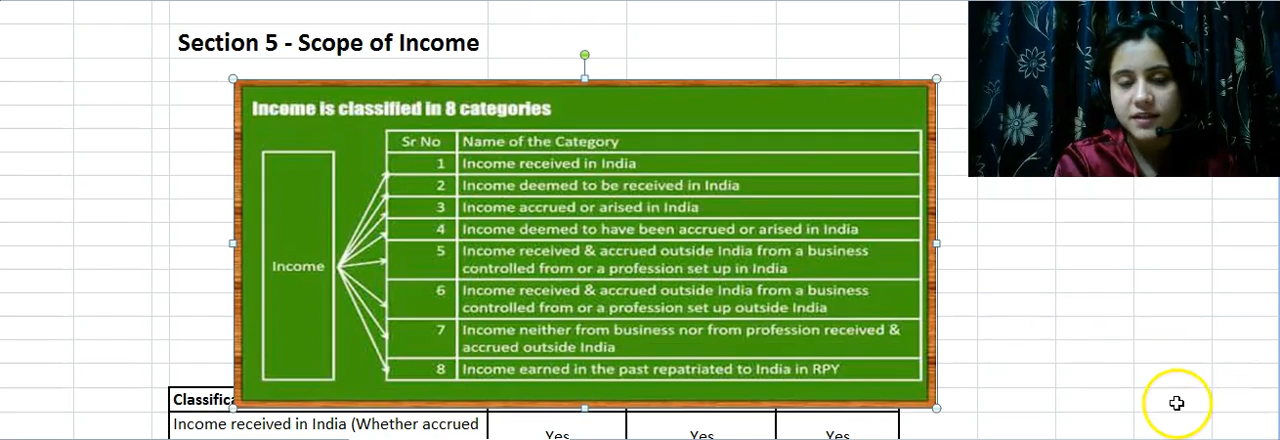 Section 5 - Scope of Income
Income is classified in 8 categories
Sr No Name of the Category
1 Income received in India
2 Income deemed to be received in India
3 Income accrued or arised in India
4 Income deemed to have been accrued or arised in India
5 Income received & accrued outside India from a business
controlled from or a profession set up in India
Income
6 Income received & accrued outside India from a business
controlled from or a profession set up outside India
7 Income neither from business nor from profession received &
accrued outside India
8 Income earned in the past repatriated to India in RPY
Income received in India (Whether accrued
Yes Yes Yes